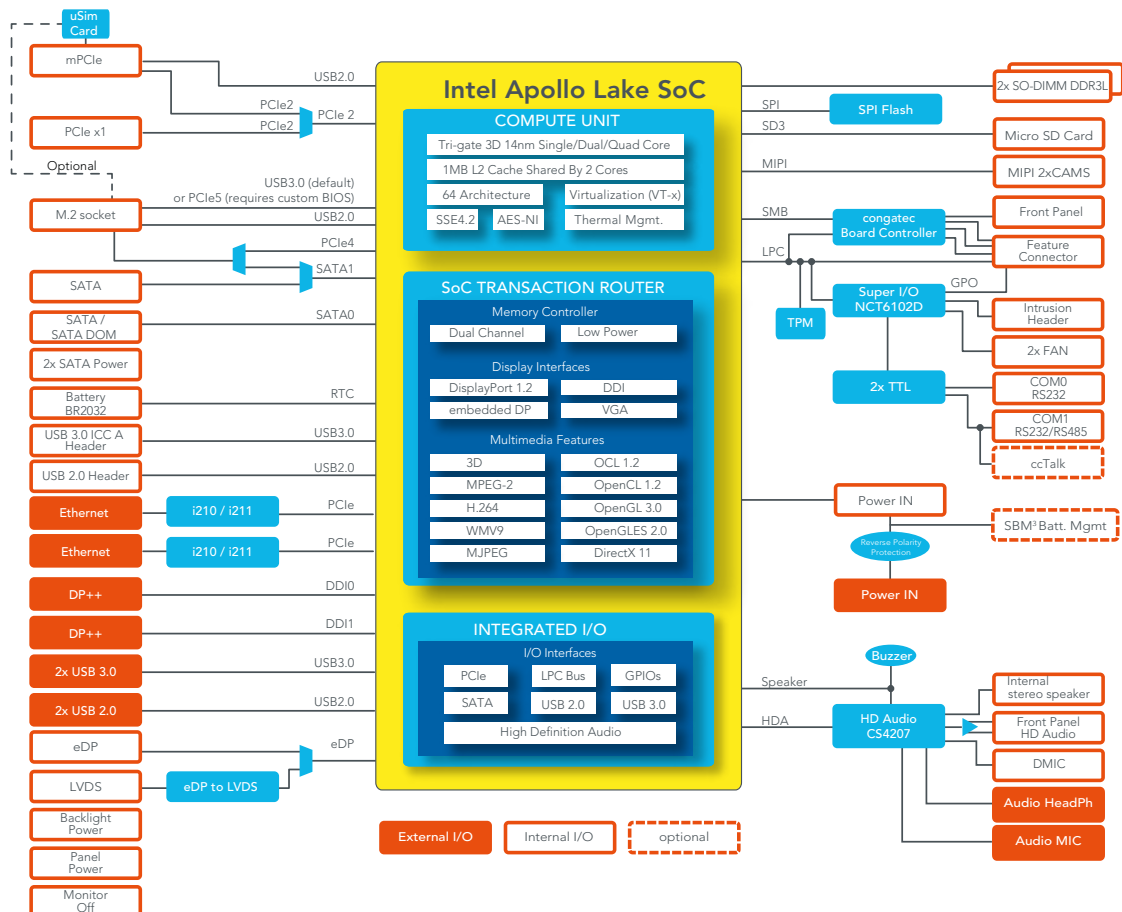 uSim
Card
mPCIe
USB2.0
PCIe2
PCIe 2
PCIe2
PCIe x1
Optional
USB3.0 (default)
or PCIe5 (requires custom BIOS)
M.2 socket
USB2.0
PCIe4
SATA1
SATA
SATA /
SATA DOM
SATA0
2x SATA Power
Battery
BR2032
RTC
USB 3.0 ICC A
Header
USB3.0
USB 2.0 Header
USB2.0
Ethernet
i210 / i211
PCIe
Ethernet
i210 / i211
PCIe
DP++
DDI0
DP++
DDI1
2x USB 3.0
USB3.0
2x USB 2.0
USB2.0
eDP
eDP
LVDS
eDP to LVDS
Backlight
Power
Panel
Power
Monitor
Off
Intel Apollo Lake SoC
COMPUTE UNIT
Tri-gate 3D 14nm Single/Dual/Quad Core
1MB L2 Cache Shared By 2 Cores
64 Architecture
Virtualization (VT-x)
SSE4.2
AES-NI
Thermal Mgmt.
SoC TRANSACTION ROUTER
Memory Controller
Dual Channel
Low Power
Display Interfaces
DisplayPort 1.2
DDI
embedded DP
VGA
Multimedia Features
3D
OCL 1.2
MPEG-2
OpenCL 1.2
H.264
OpenGL 3.0
WMV9
OpenGLES 2.0
MJPEG
DirectX 11
INTEGRATED I/O
I/O Interfaces
PCIe
LPC Bus
GPIOs
SATA
USB 2.0
USB 3.0
High Definition Audio
External I/O
Internal I/O
optional
2x SO-DIMM DDR3L
SPI
SPI Flash
SD3
Micro SD Card
MIPI
MIPI 2xCAMS
SMB
congatec
Board Controller
Front Panel
LPC
Feature
Connector
GPO
Super I/O
NCT6102D
TPM
Intrusion
Header
2x FAN
2x TTL
COM0
RS232
COM1
RS232/RS485
ccTalk
Power IN
SBM³ Batt. Mgmt
Reverse Polarity
Protection
Power IN
Buzzer
Speaker
Internal
stereo speaker
HDA
HD Audio
CS4207
Front Panel
HD Audio
DMIC
Audio HeadPh
Audio MIC